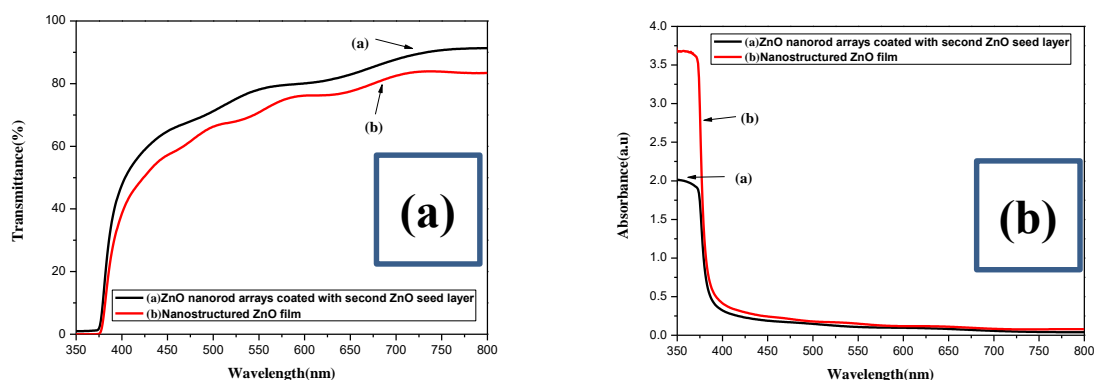 100
80
60
40
20
0
Transmittance(%)
(a)
(b)
(a)
(a)ZnO nanorod arrays coated with second ZnO seed layer
(b)Nanostructured ZnO film
350 400 450 500 550 600 650 700 750 800
Wavelength(nm)
4.0
3.5
3.0
2.5
2.0
1.5
1.0
0.5
0.0
Absorbance(a.u)
(a)ZnO nanorod arrays coated with second ZnO seed layer
(b)Nanostructured ZnO film
(b)
(a)
(b)
350 400 450 500 550 600 650 700 750 800
Wavelength(nm)